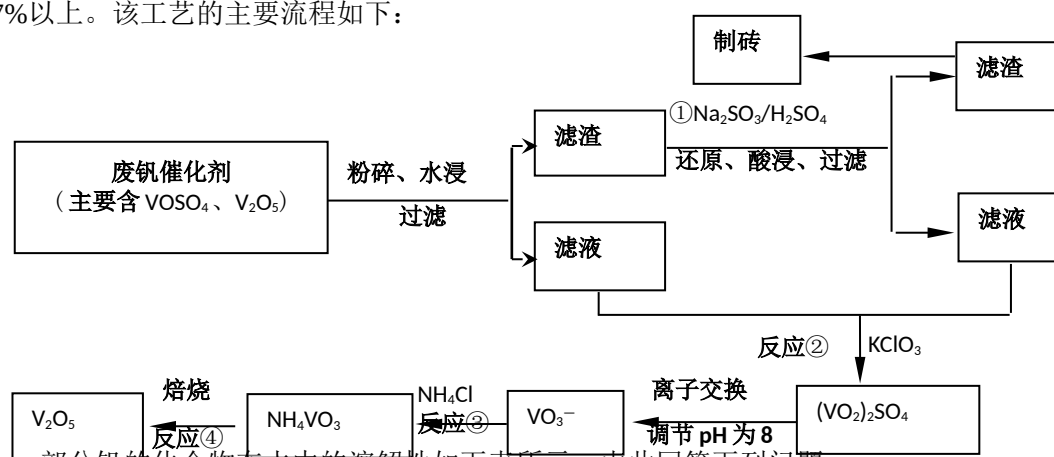 7%以上。该工艺的主要流程如下：
制砖
滤渣
①Na₂SO₃/H₂SO₄
滤渣
还原、酸浸、过滤
废钒催化剂
（主要含 VOSO₄、V₂O₅）
粉碎、水浸
过滤
滤液
滤液
反应②
KClO₃
焙烧
NH₄Cl
离子交换
V₂O₅
反应④
NH₄VO₃
反应③
VO₃⁻
调节 pH 为 8
(VO₂)₂SO₄